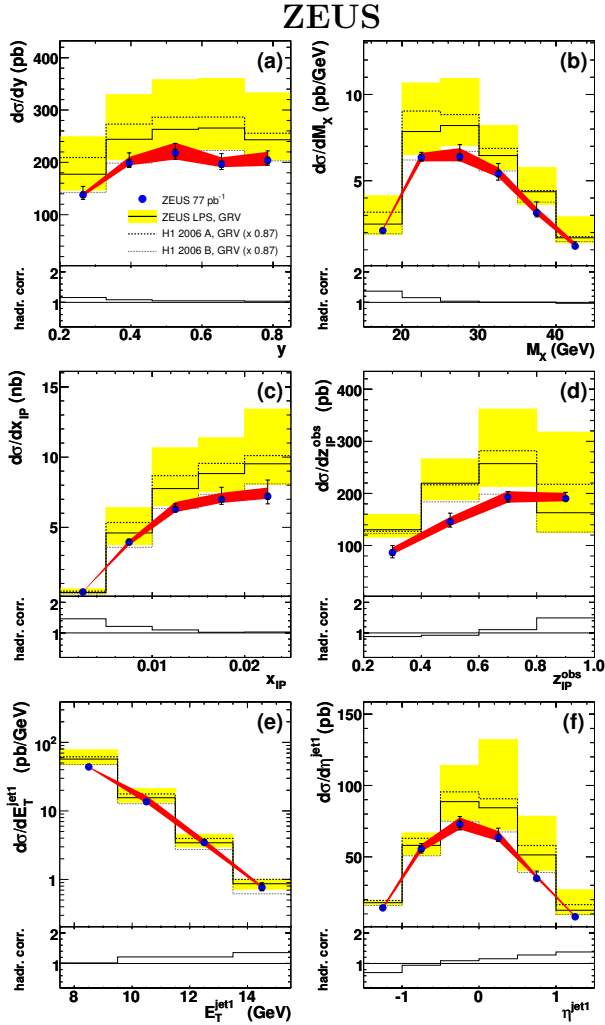 ZEUS
(a)
dσ/dy (pb)
400
300
200
100
ZEUS 77 pb⁻¹
ZEUS LPS, GRV
H1 2006 A, GRV (x 0.87)
H1 2006 B, GRV (x 0.87)
hadr. corr.
2
1
0.2 0.4 0.6 0.8
y
(b)
dσ/dM_X (pb/GeV)
10
5
hadr. corr.
2
1
20 30 40
M_X (GeV)
(c)
dσ/dx_IP (nb)
15
10
5
hadr. corr.
2
1
0.01 0.02
x_IP
(d)
dσ/dz_IP^obs (pb)
400
300
200
100
hadr. corr.
2
1
0.2 0.4 0.6 0.8 1.0
z_IP^obs
(e)
dσ/dE_T^jet1 (pb/GeV)
10²
10
1
hadr. corr.
2
1
8 10 12 14
E_T^jet1 (GeV)
(f)
dσ/dη^jet1 (pb)
150
100
50
hadr. corr.
2
1
-1 0 1
η^jet1